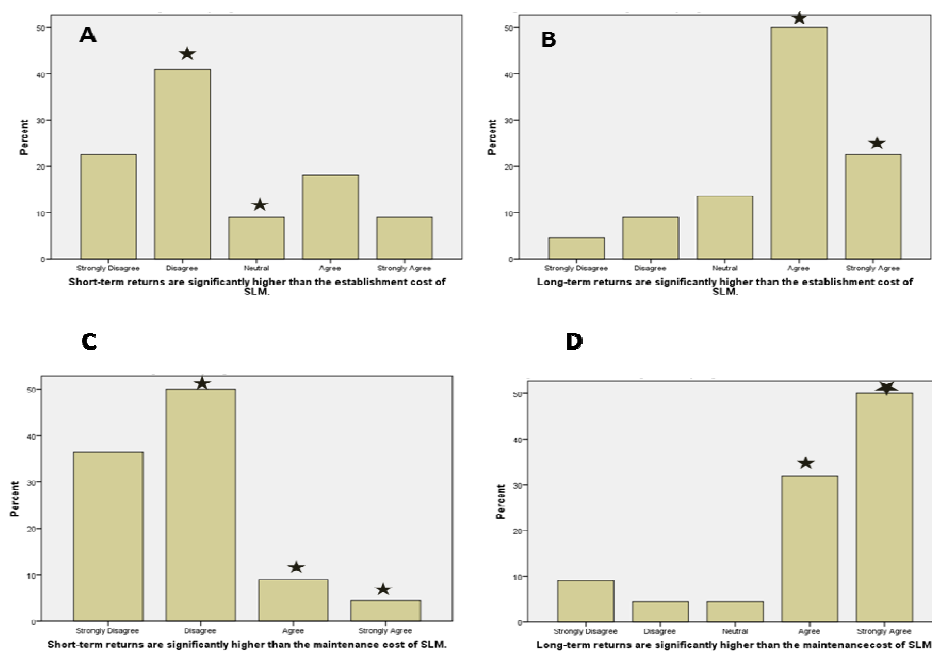 A
50
40
30
20
10
0
Percent
Strongly Disagree
Disagree
Neutral
Agree
Strongly Agree
Short-term returns are significantly higher than the establishment cost of
SLM.
B
50
40
30
20
10
0
Percent
Strongly Disagree
Disagree
Neutral
Agree
Strongly Agree
Long-term returns are significantly higher than the establishment cost of
SLM.
C
50
40
30
20
10
0
Percent
Strongly Disagree
Disagree
Agree
Strongly Agree
Short-term returns are significantly higher than the maintenance cost of SLM.
D
50
40
30
20
10
0
Percent
Strongly Disagree
Disagree
Neutral
Agree
Strongly Agree
Long-term returns are significantly higher than the maintenancecost of SLM